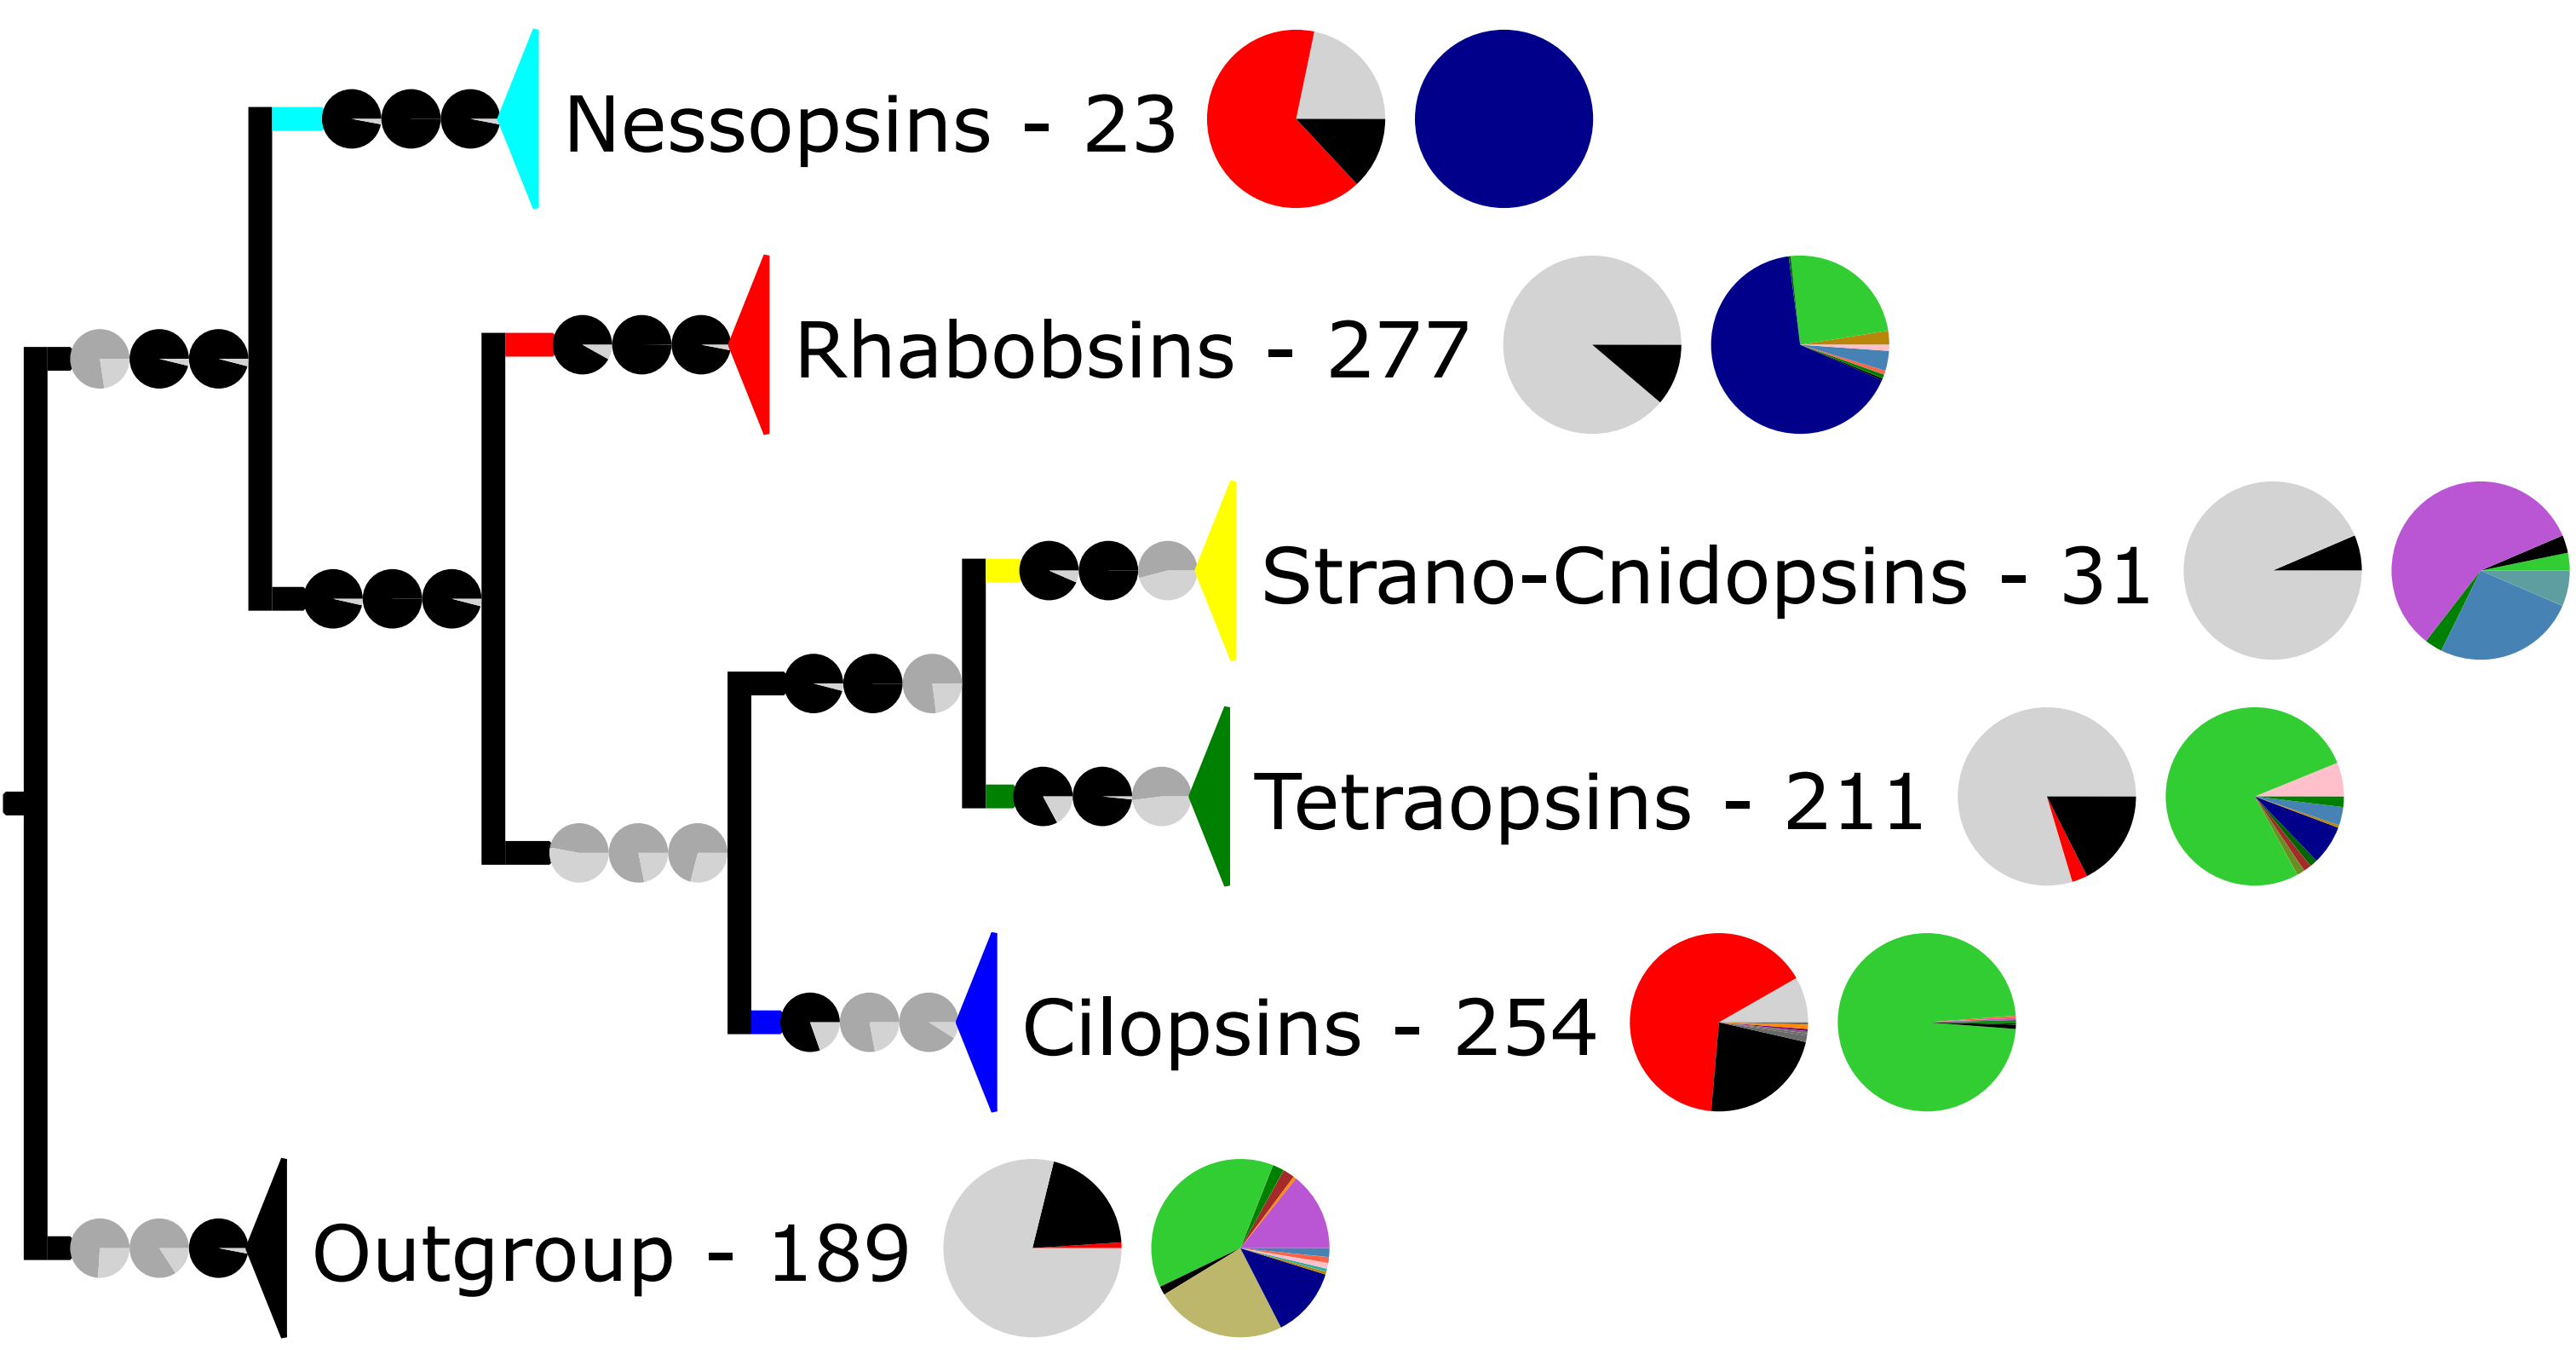 Nessopsins - 23
Rhabobsins - 277
Strano-Cnidopsins - 31
Tetraopsins - 211
Cilopsins - 254
Outgroup - 189